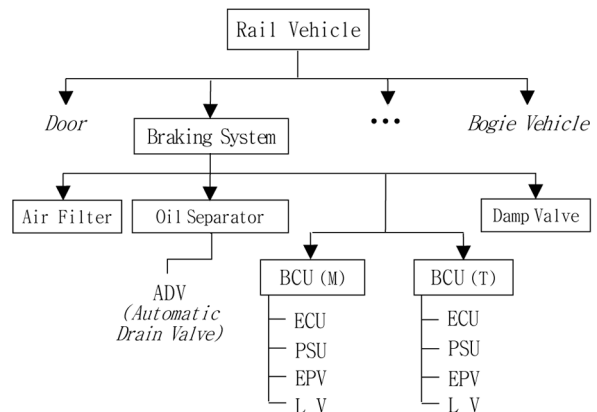 Rail Vehicle
Door
Braking System
•••
Bogie Vehicle
Air Filter
Oil Separator
Damp Valve
ADV
(Automatic
Drain Valve)
BCU (M)
BCU (T)
ECU
PSU
EPV
L V
ECU
PSU
EPV
L V